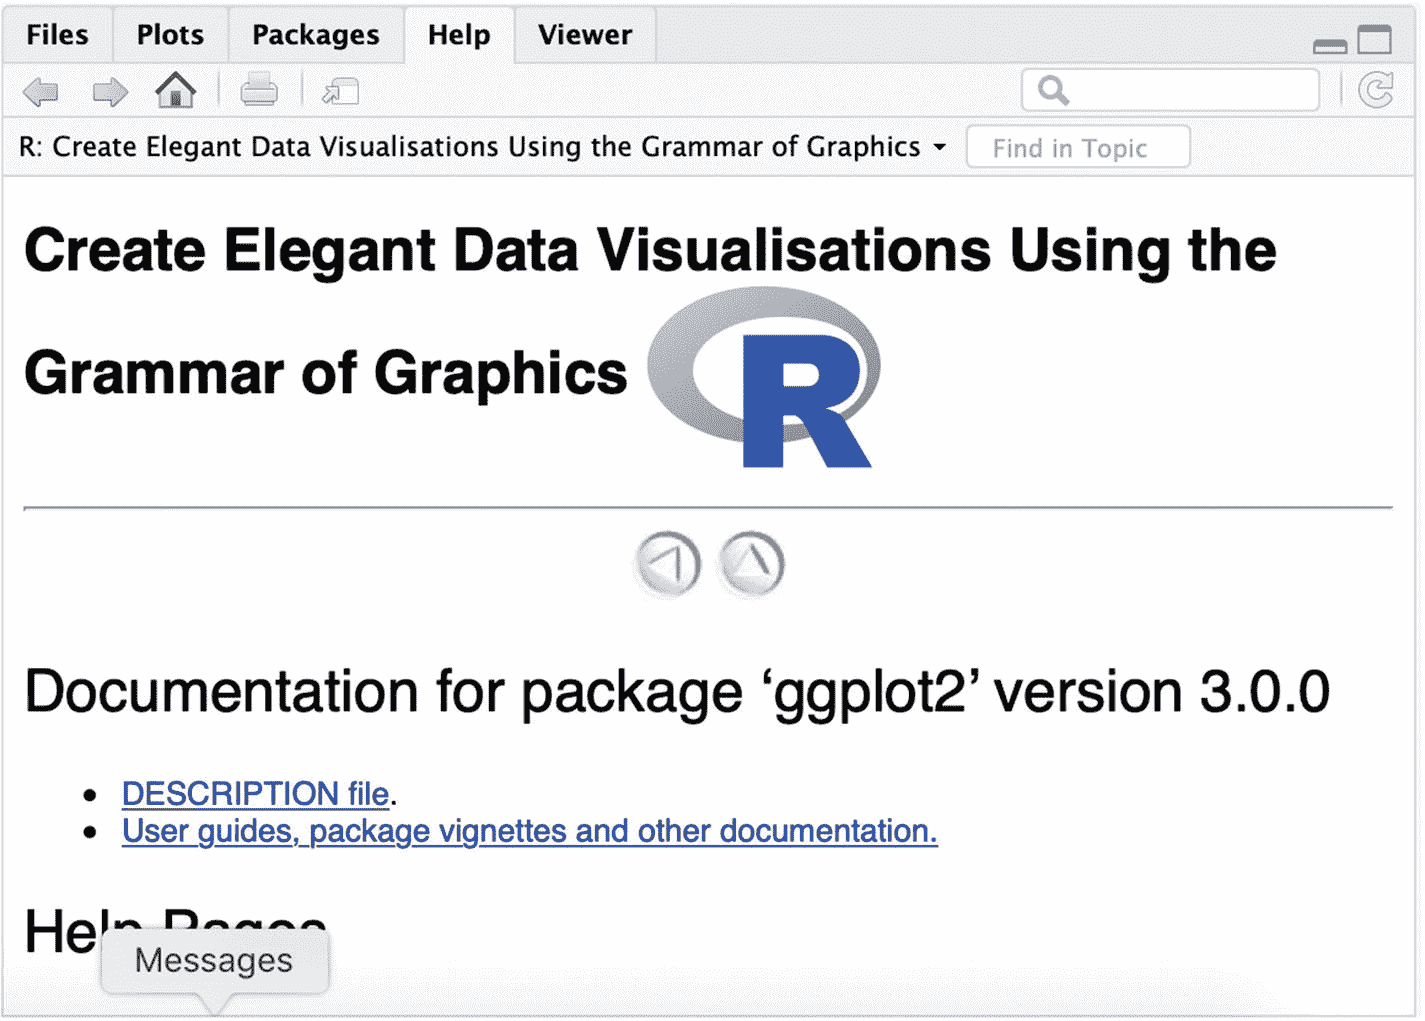 Files Plots Packages Help Viewer
R: Create Elegant Data Visualisations Using the Grammar of Graphics Find in Topic
Create Elegant Data Visualisations Using the
Grammar of Graphics R
Documentation for package ‘ggplot2’ version 3.0.0
DESCRIPTION file.
User guides, package vignettes and other documentation.
Help Pages
Messages